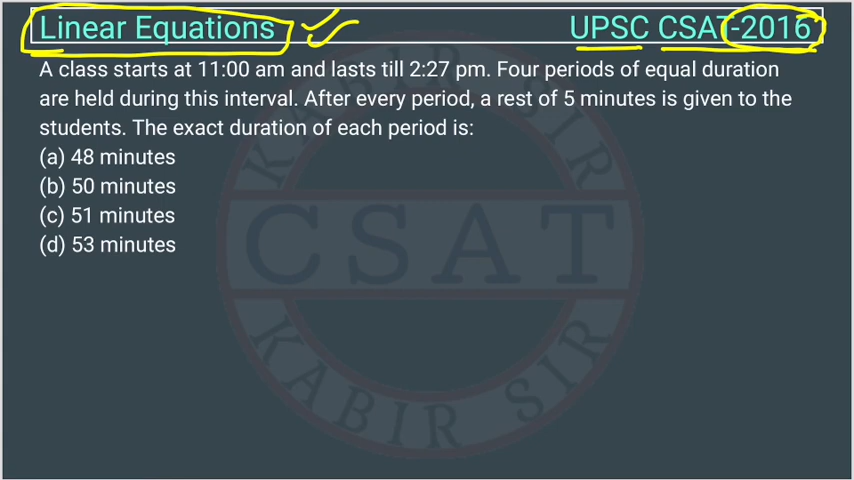 Linear Equations UPSC CSAT-2016
A class starts at 11:00 am and lasts till 2:27 pm. Four periods of equal duration
are held during this interval. After every period, a rest of 5 minutes is given to the
students. The exact duration of each period is:
(a) 48 minutes
(b) 50 minutes
(c) 51 minutes
(d) 53 minutes
KABIR SIR
CSAT
KABIR SIR